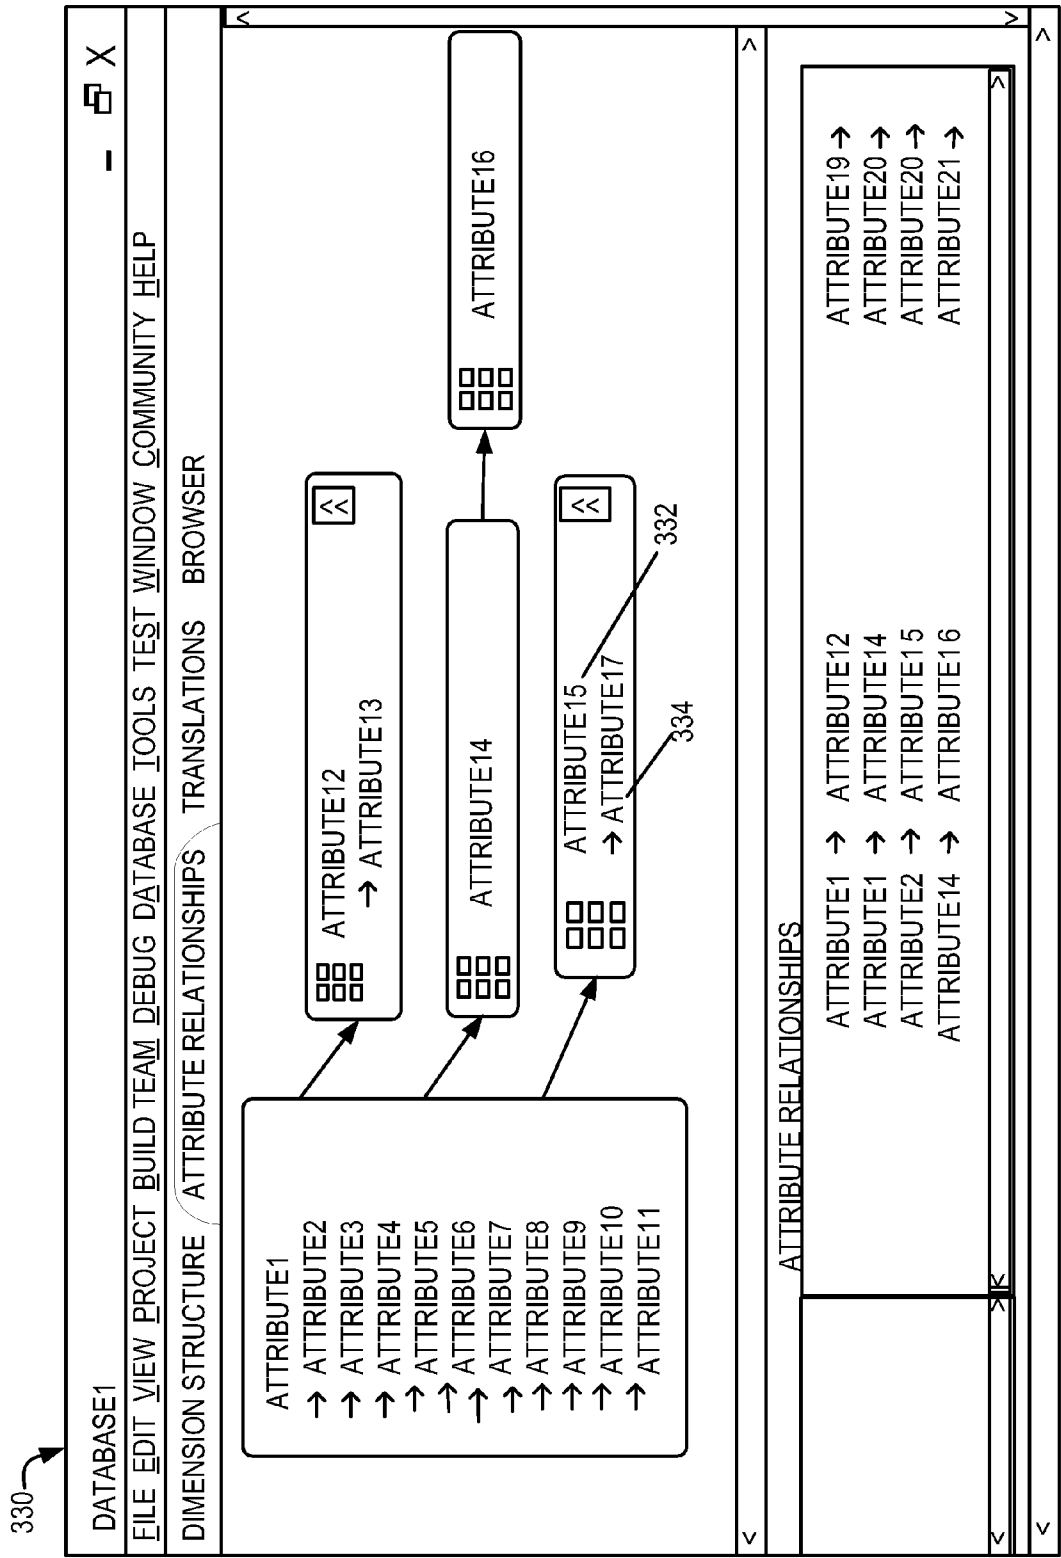 330
DATABASE1 – X
FILE EDIT VIEW PROJECT BUILD TEAM DEBUG DATABASE TOOLS TEST WINDOW COMMUNITY HELP
DIMENSION STRUCTURE ATTRIBUTE RELATIONSHIPS TRANSLATIONS BROWSER
ATTRIBUTE1
→ ATTRIBUTE2
→ ATTRIBUTE3
→ ATTRIBUTE4
→ ATTRIBUTE5
→ ATTRIBUTE6
→ ATTRIBUTE7
→ ATTRIBUTE8
→ ATTRIBUTE9
→ ATTRIBUTE10
→ ATTRIBUTE11
ATTRIBUTE12
→ ATTRIBUTE13
ATTRIBUTE14
ATTRIBUTE16
ATTRIBUTE15
→ ATTRIBUTE17
332
334
ATTRIBUTE RELATIONSHIPS
ATTRIBUTE1 → ATTRIBUTE12 ATTRIBUTE19 →
ATTRIBUTE1 → ATTRIBUTE14 ATTRIBUTE20 →
ATTRIBUTE2 → ATTRIBUTE15 ATTRIBUTE20 →
ATTRIBUTE14 → ATTRIBUTE16 ATTRIBUTE21 →